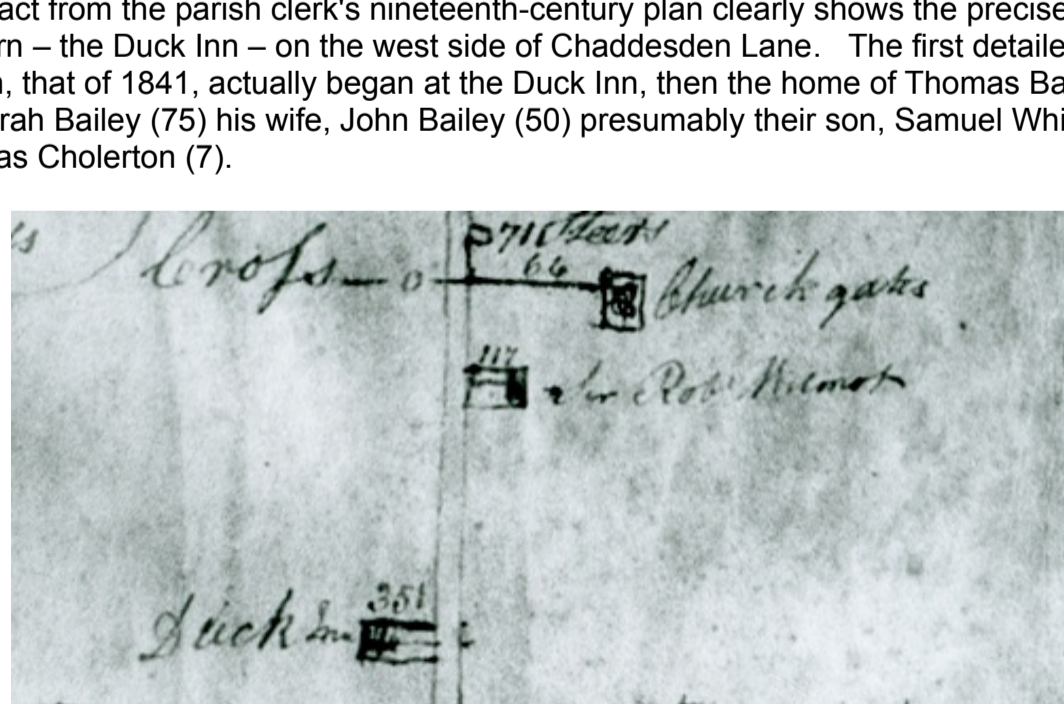 act from the parish clerk's nineteenth-century plan clearly shows the precise
rn – the Duck Inn – on the west side of Chaddesden Lane. The first detaile
, that of 1841, actually began at the Duck Inn, then the home of Thomas Ba
rah Bailey (75) his wife, John Bailey (50) presumably their son, Samuel Whi
as Cholerton (7).
71
Cross 66 Church gates
117
Sir Robt Wilmot
351
Duck Inn